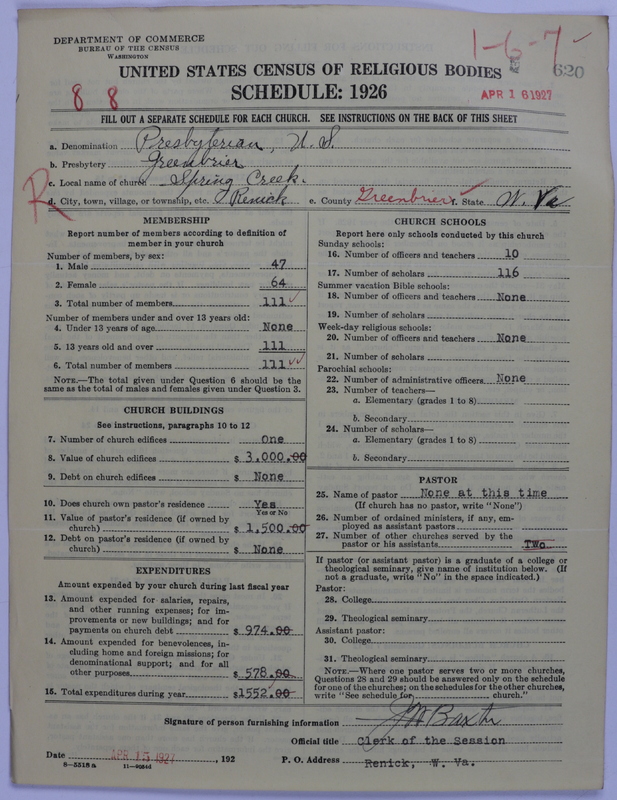 DEPARTMENT OF COMMERCE
BUREAU OF THE CENSUS
WASHINGTON
1-6-7
620
UNITED STATES CENSUS OF RELIGIOUS BODIES
8 8
SCHEDULE: 1926
APR 16 1927
FILL OUT A SEPARATE SCHEDULE FOR EACH CHURCH. SEE INSTRUCTIONS ON THE BACK OF THIS SHEET
a. Denomination Presbyterian, U.S.
b. Presbytery Greenbrier
R
c. Local name of church Spring Creek.
d. City, town, village, or township, etc. Renick e. County Greenbrier f. State W. Va
MEMBERSHIP
Report number of members according to definition of
member in your church
Number of members, by sex:
1. Male 47
2. Female 64
3. Total number of members 111
Number of members under and over 13 years old:
4. Under 13 years of age None
5. 13 years old and over 111
6. Total number of members 111
NOTE.—The total given under Question 6 should be the
same as the total of males and females given under Question 3.
CHURCH BUILDINGS
See instructions, paragraphs 10 to 12
7. Number of church edifices One
8. Value of church edifices $ 3,000.00
9. Debt on church edifices $ None
10. Does church own pastor's residence Yes
Yes or No
11. Value of pastor's residence (if owned by
church) $ 1,500.00
12. Debt on pastor's residence (if owned by
church) $ None
EXPENDITURES
Amount expended by your church during last fiscal year
13. Amount expended for salaries, repairs,
and other running expenses; for im-
provements or new buildings; and for
payments on church debt $ 974.00
14. Amount expended for benevolences, in-
cluding home and foreign missions; for
denominational support; and for all
other purposes $ 578.00
15. Total expenditures during year $1552.00
CHURCH SCHOOLS
Report here only schools conducted by this church
Sunday schools:
16. Number of officers and teachers 10
17. Number of scholars 116
Summer vacation Bible schools:
18. Number of officers and teachers None
19. Number of scholars
Week-day religious schools:
20. Number of officers and teachers None
21. Number of scholars
Parochial schools:
22. Number of administrative officers None
23. Number of teachers—
a. Elementary (grades 1 to 8)
b. Secondary
24. Number of scholars—
a. Elementary (grades 1 to 8)
b. Secondary
PASTOR
25. Name of pastor None at this time
(If church has no pastor, write "None")
26. Number of ordained ministers, if any, em-
ployed as assistant pastors
27. Number of other churches served by the
pastor or his assistants Two
If pastor (or assistant pastor) is a graduate of a college or
theological seminary, give name of institution below. (If
not a graduate, write "No" in the space indicated.)
Pastor:
28. College
29. Theological seminary
Assistant pastor:
30. College
31. Theological seminary
NOTE.—Where one pastor serves two or more churches,
Questions 28 and 29 should be answered only on the schedule
for one of the churches; on the schedules for the other churches,
write "See schedule for church."
Signature of person furnishing information Baxter
Official title Clerk of the Session
Date APR 15 1927, 192 P. O. Address Renick, W. Va.
8-5518 a